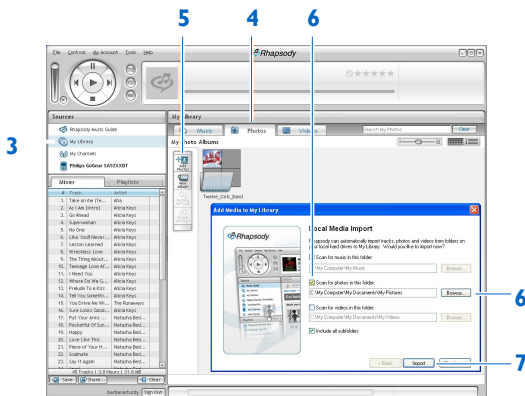 5
4
6
File Controls My Account Tools Help
Rhapsody
Sources
My Library
3
Rhapsody Music Guide
My Library
My Channels
Philips GoGear SA52XXBT
Music
Photos
Videos
Search My Photos
Clear
My Photo Albums
Add Photos
New Album
Twelve_Girls_Band
Mixer
Playlists
# Track Artist
1. Take on me (Te... Aha
2. As I Am (Intro) Alicia Keys
3. Go Ahead Alicia Keys
4. Superwoman Alicia Keys
5. No One Alicia Keys
6. Like You'll Never... Alicia Keys
7. Lesson Learned Alicia Keys
8. Wreckless Love Alicia Keys
9. The Thing About... Alicia Keys
10. Teenage Love Af... Alicia Keys
11. I Need You Alicia Keys
12. Where Do We G... Alicia Keys
13. Prelude To a Kiss Alicia Keys
14. Tell You Somethi... Alicia Keys
15. You Drive Me Wi... The Runaways
16. Sure Looks Good... Alicia Keys
17. Put Your Arms ... Natasha Bed...
18. Pocketful Of Sun... Natasha Bed...
19. Happy Natasha Bed...
20. Love Like This Natasha Bed...
21. Piece of Your H... Natasha Bed...
22. Soulmate Natasha Bed...
23. Say It Again Natasha Bed...
Save Share... Clear
barbarafurdy Sign Out
Add Media to My Library
Rhapsody
Local Media Import
Rhapsody can automatically import tracks, photos and videos from folders on
your local hard drives to My Library. Would you like to import now?
Scan for music in this folder:
My Computer\My Music
Browse...
Scan for photos in this folder:
C:\My Computer\My Documents\My Pictures
Browse...
6
Scan for videos in this folder:
C:\My Computer\My Documents\My Videos
Browse...
Include all subfolders
< Back
Import
7